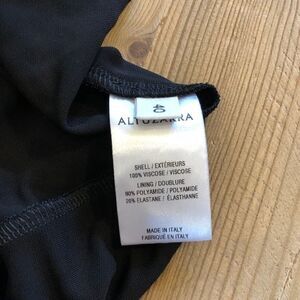 40
ALTUZARRA
SHELL / EXTÉRIEURS
100% VISCOSE / VISCOSE
LINING / DOUBLURE
80% POLYAMIDE / POLYAMIDE
20% ELASTANE / ÉLASTHANNE
MADE IN ITALY
FABRIQUÉ EN ITALY